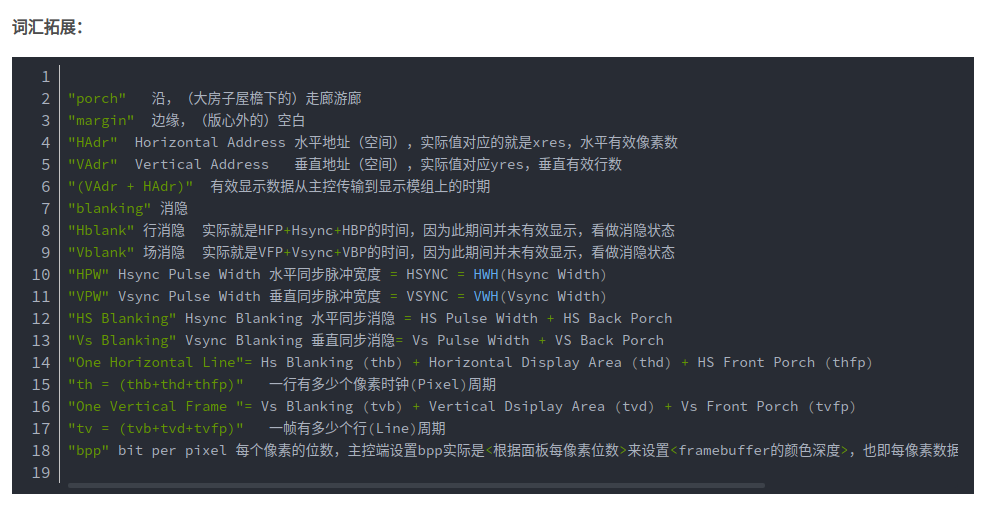 词汇拓展：
1
2 "porch"   沿，（大房子屋檐下的）走廊游廊
3 "margin"  边缘，（版心外的）空白
4 "HAdr"  Horizontal Address 水平地址（空间）, 实际值对应的就是xres，水平有效像素数
5 "VAdr"  Vertical Address   垂直地址（空间），实际值对应yres，垂直有效行数
6 "(VAdr + HAdr)"  有效显示数据从主控传输到显示模组上的时期
7 "blanking" 消隐
8 "Hblank" 行消隐  实际就是HFP+Hsync+HBP的时间，因为此期间并未有效显示，看做消隐状态
9 "Vblank" 场消隐  实际就是VFP+Vsync+VBP的时间，因为此期间并未有效显示，看做消隐状态
10 "HPW" Hsync Pulse Width 水平同步脉冲宽度 = HSYNC = HWH(Hsync Width)
11 "VPW" Vsync Pulse Width 垂直同步脉冲宽度 = VSYNC = VWH(Vsync Width)
12 "HS Blanking" Hsync Blanking 水平同步消隐 = HS Pulse Width + HS Back Porch
13 "Vs Blanking" Vsync Blanking 垂直同步消隐= Vs Pulse Width + VS Back Porch
14 "One Horizontal Line"= Hs Blanking (thb) + Horizontal Display Area (thd) + HS Front Porch (thfp)
15 "th = (thb+thd+thfp)"   一行有多少个像素时钟(Pixel)周期
16 "One Vertical Frame "= Vs Blanking (tvb) + Vertical Dsiplay Area (tvd) + Vs Front Porch (tvfp)
17 "tv = (tvb+tvd+tvfp)"   一帧有多少个行(Line)周期
18 "bpp" bit per pixel 每个像素的位数，主控端设置bpp实际是<根据面板每像素位数>来设置<framebuffer的颜色深度>，也即每像素数据
19